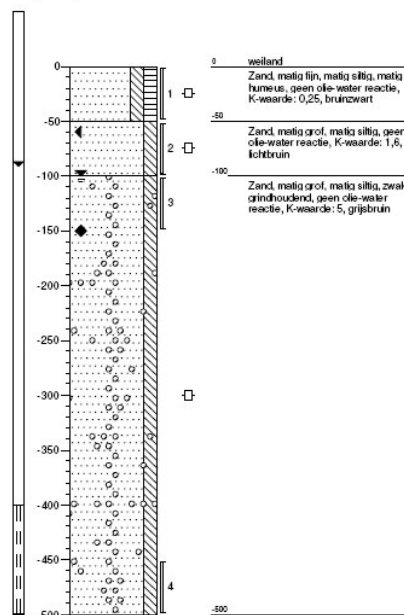 0
-50
-100
-150
-200
-250
-300
-350
-400
-450
-500
1
2
3
4
0 weiland
Zand, matig fijn, matig siltig, matig
humeus, geen olie-water reactie,
K-waarde: 0,25, bruinzwart
-50
Zand, matig grof, matig siltig, geen
olie-water reactie, K-waarde: 1,6,
lichtbruin
-100
Zand, matig grof, matig siltig, zwak
grindhoudend, geen olie-water
reactie, K-waarde: 5, grijsbruin
-500